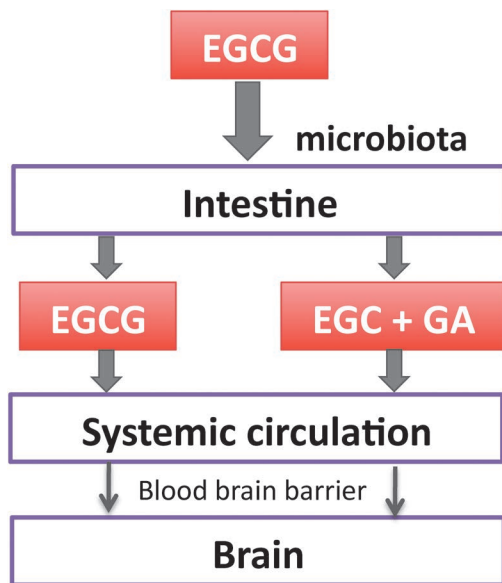 EGCG
microbiota
Intestine
EGCG
EGC + GA
Systemic circulation
Blood brain barrier
Brain